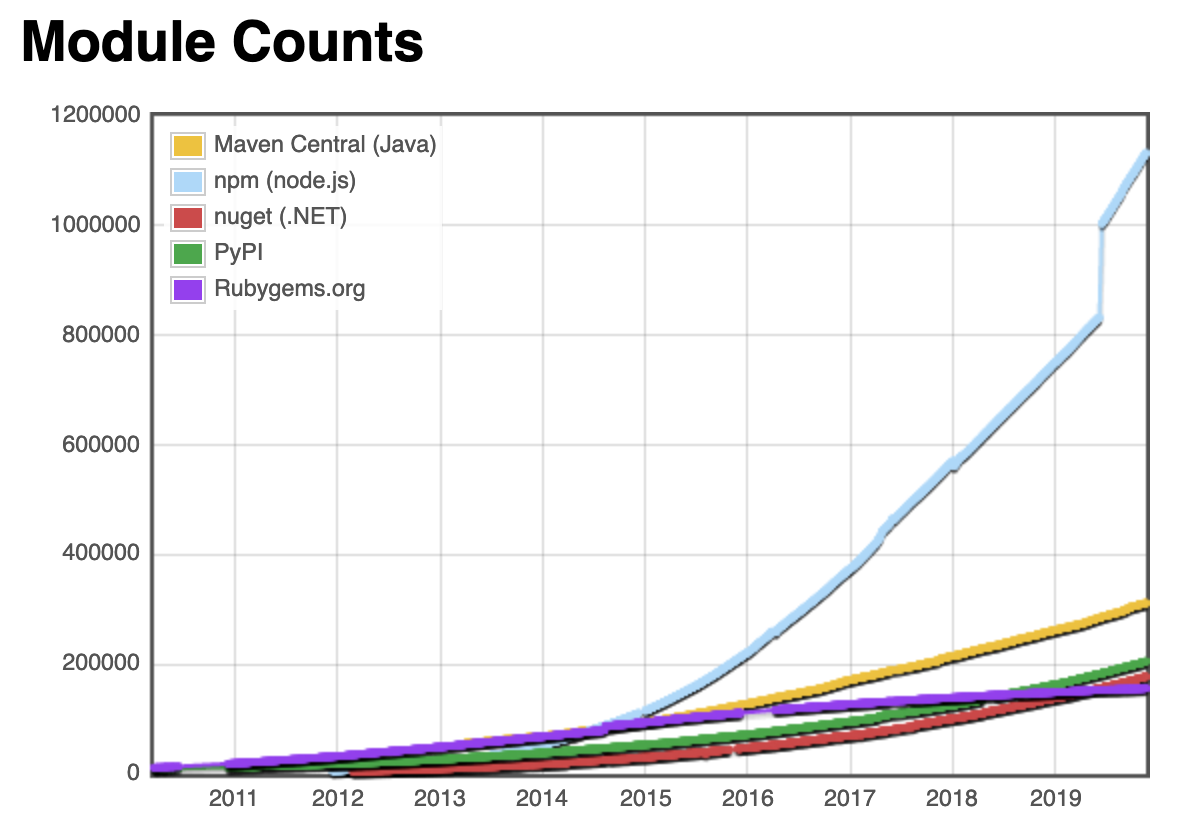 Module Counts
1200000
1000000
800000
600000
400000
200000
0
Maven Central (Java)
npm (node.js)
nuget (.NET)
PyPI
Rubygems.org
2011 2012 2013 2014 2015 2016 2017 2018 2019